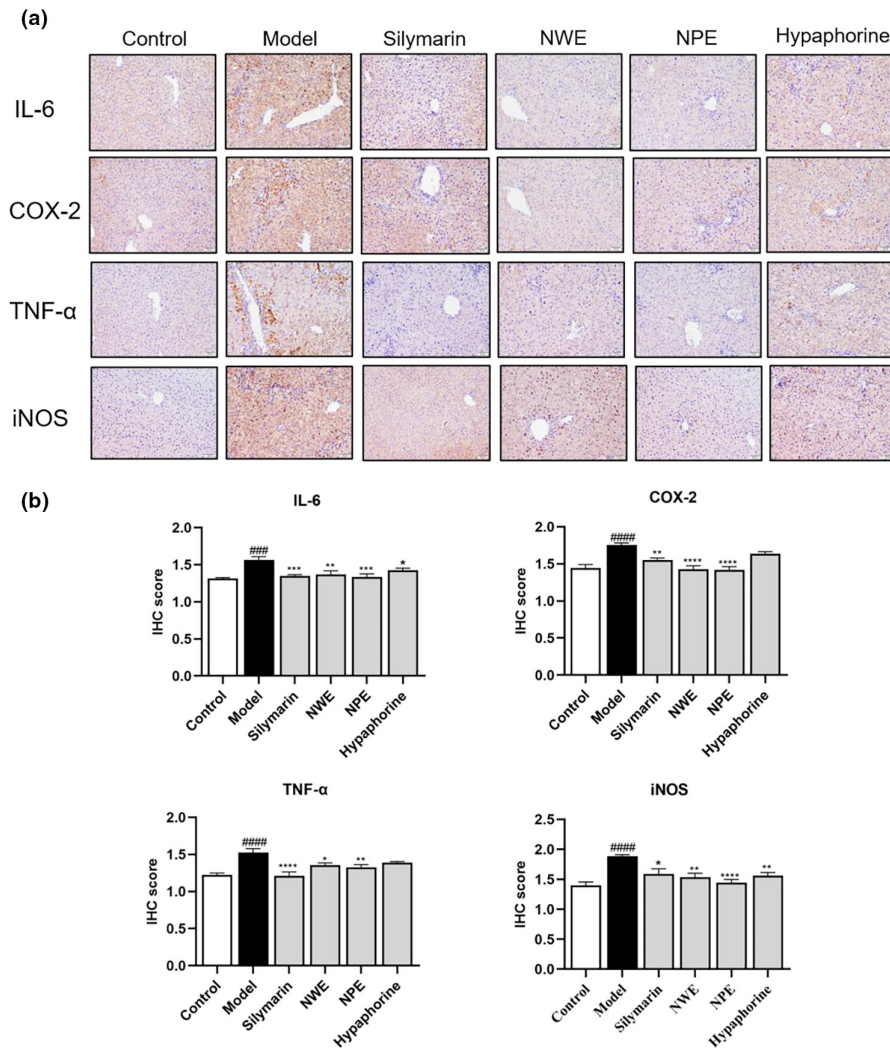 (a)
Control Model Silymarin NWE NPE Hypaphorine
IL-6
COX-2
TNF-α
iNOS
(b)
IL-6
IHC score
2.0
1.5
1.0
0.5
0.0
###
***
**
***
*
Control Model Silymarin NWE NPE Hypaphorine
COX-2
IHC score
2.0
1.5
1.0
0.5
0.0
####
**
****
****
Control Model Silymarin NWE NPE Hypaphorine
TNF-α
IHC score
2.0
1.5
1.0
0.5
0.0
####
****
*
**
Control Model Silymarin NWE NPE Hypaphorine
iNOS
IHC score
2.5
2.0
1.5
1.0
0.5
0.0
####
*
**
****
**
Control Model Silymarin NWE NPE Hypaphorine